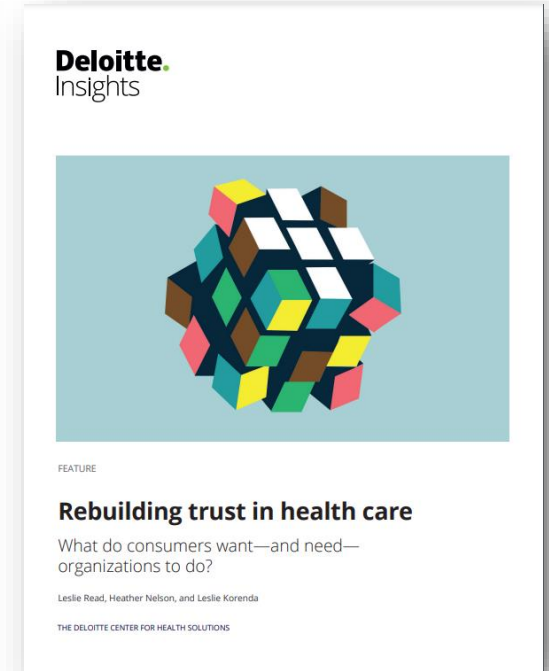 Deloitte.
Insights
FEATURE
Rebuilding trust in health care
What do consumers want—and need—
organizations to do?
Leslie Read, Heather Nelson, and Leslie Korenda
THE DELOITTE CENTER FOR HEALTH SOLUTIONS